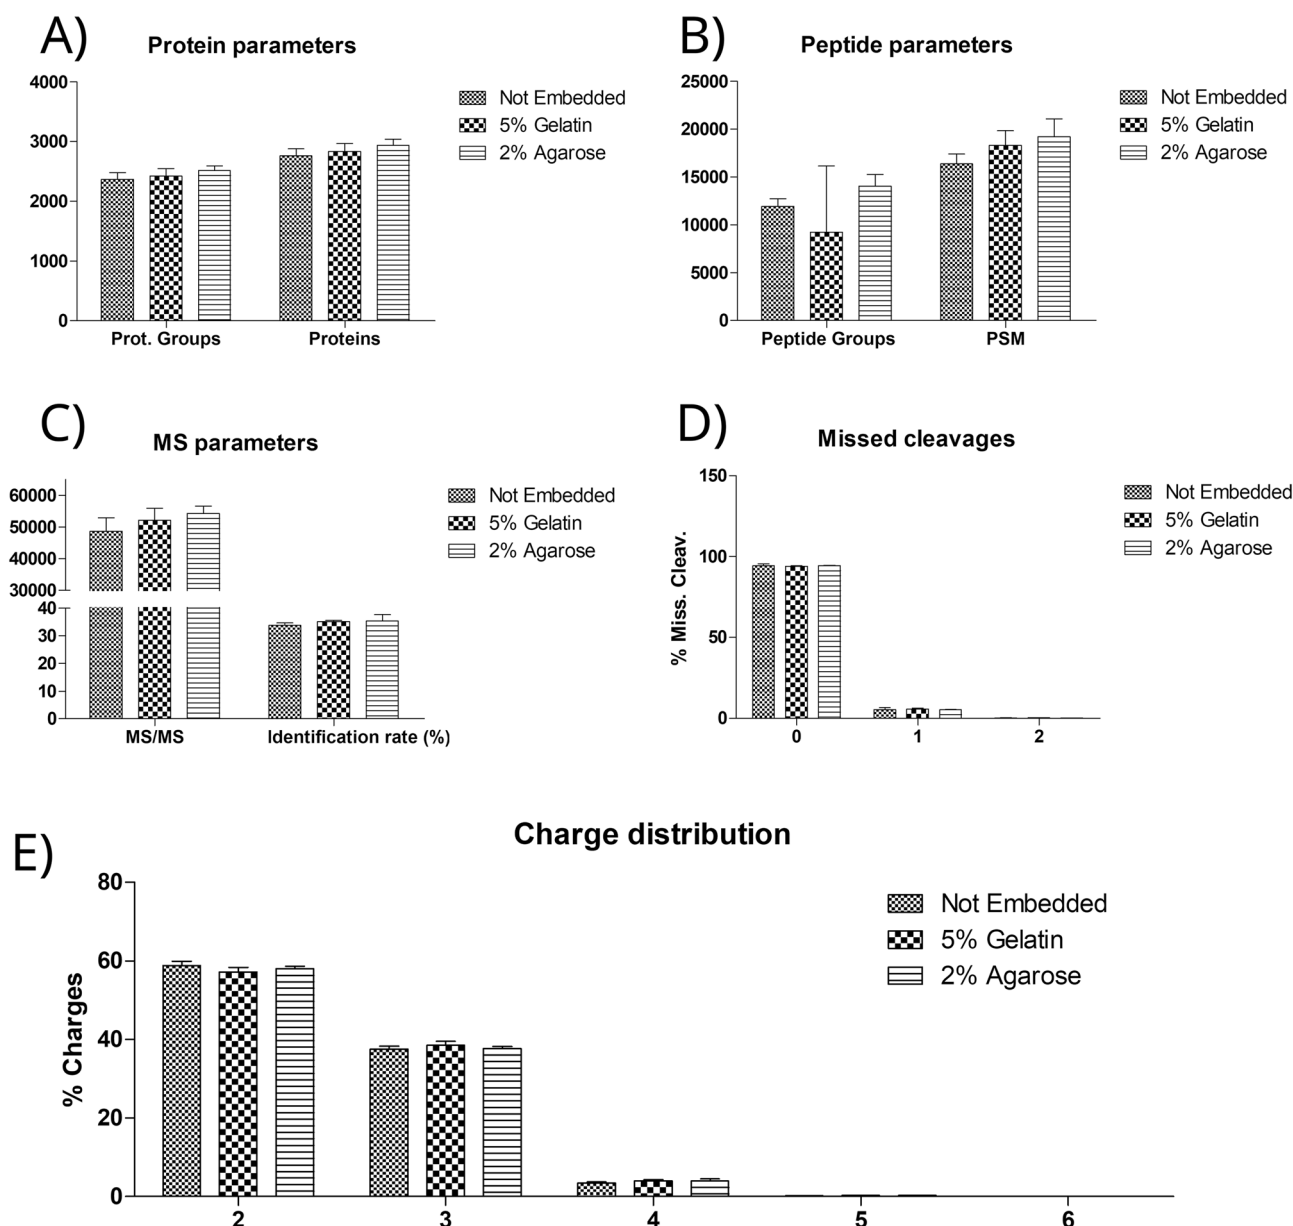 A)
Protein parameters
4000
3000
2000
1000
0
Prot. Groups
Proteins
Not Embedded
5% Gelatin
2% Agarose
B)
Peptide parameters
25000
20000
15000
10000
5000
0
Peptide Groups
PSM
Not Embedded
5% Gelatin
2% Agarose
C)
MS parameters
60000
50000
40000
30000
40
30
20
10
0
MS/MS
Identification rate (%)
Not Embedded
5% Gelatin
2% Agarose
D)
Missed cleavages
% Miss. Cleav.
150
100
50
0
0
1
2
Not Embedded
5% Gelatin
2% Agarose
E)
Charge distribution
% Charges
80
60
40
20
0
2
3
4
5
6
Not Embedded
5% Gelatin
2% Agarose